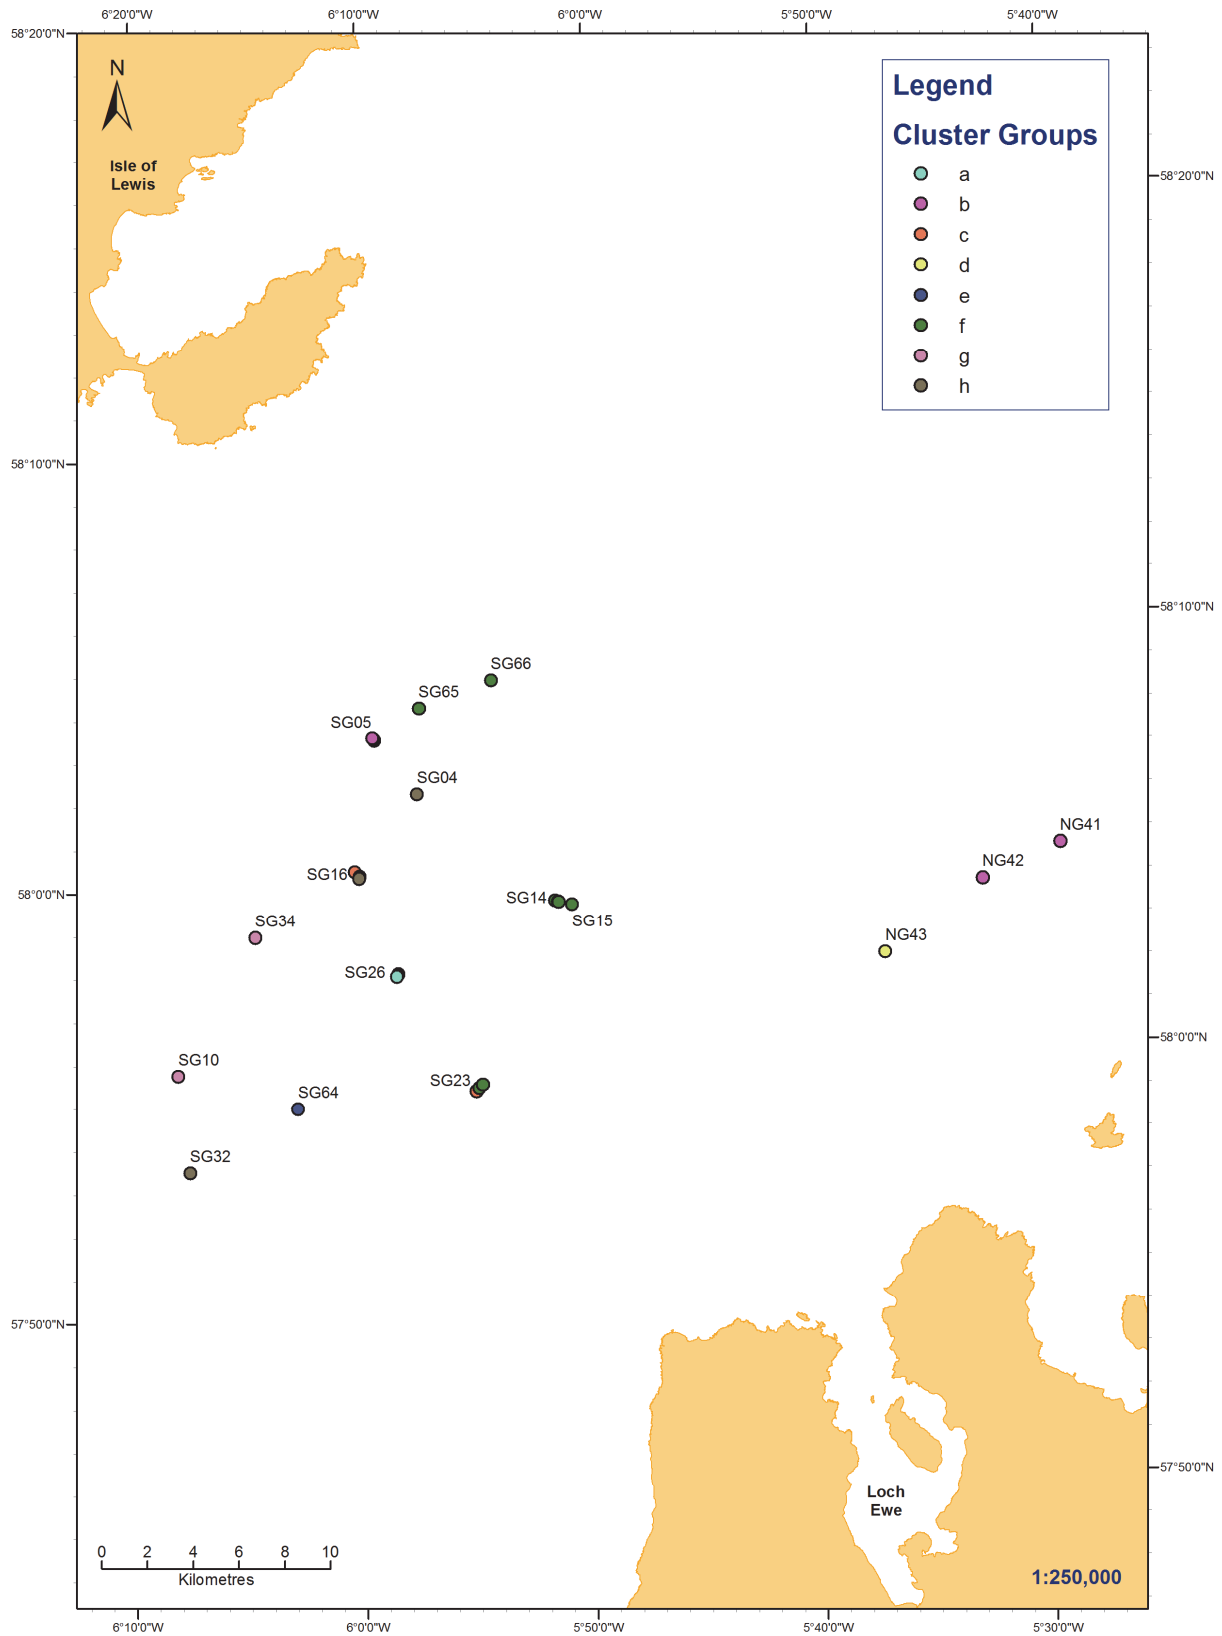 6°20'0"W
6°10'0"W
6°0'0"W
5°50'0"W
5°40'0"W
58°20'0"N
N
Isle of
Lewis
Legend
Cluster Groups
a
b
c
d
e
f
g
h
58°20'0"N
58°10'0"N
58°10'0"N
SG66
SG65
SG05
SG04
NG41
NG42
SG16
58°0'0"N
SG14
SG15
SG34
NG43
SG26
58°0'0"N
SG10
SG23
SG64
SG32
57°50'0"N
57°50'0"N
Loch
Ewe
0 2 4 6 8 10
Kilometres
1:250,000
6°10'0"W
6°0'0"W
5°50'0"W
5°40'0"W
5°30'0"W